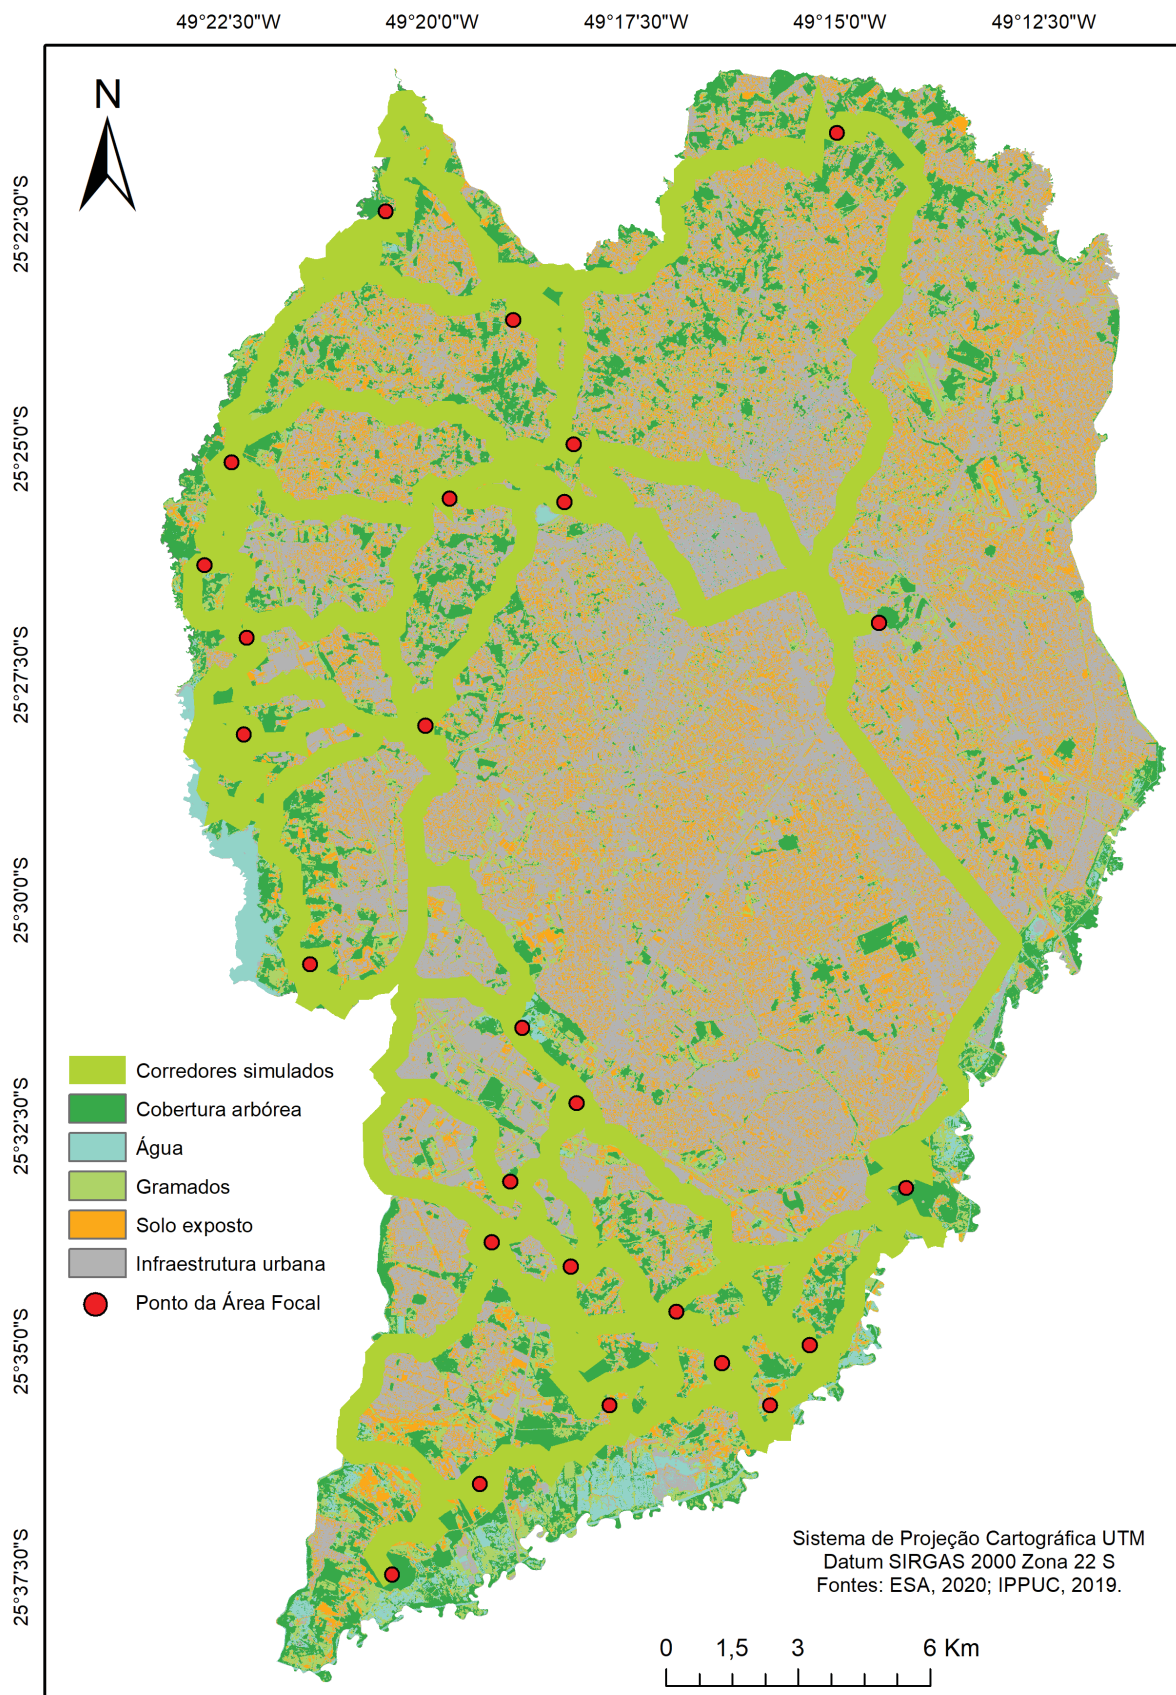 49°22'30"W
49°20'0"W
49°17'30"W
49°15'0"W
49°12'30"W
N
25°22'30"S
25°25'0"S
25°27'30"S
25°30'0"S
25°32'30"S
25°35'0"S
25°37'30"S
Corredores simulados
Cobertura arbórea
Água
Gramados
Solo exposto
Infraestrutura urbana
Ponto da Área Focal
Sistema de Projeção Cartográfica UTM
Datum SIRGAS 2000 Zona 22 S
Fontes: ESA, 2020; IPPUC, 2019.
0 1,5 3 6 Km